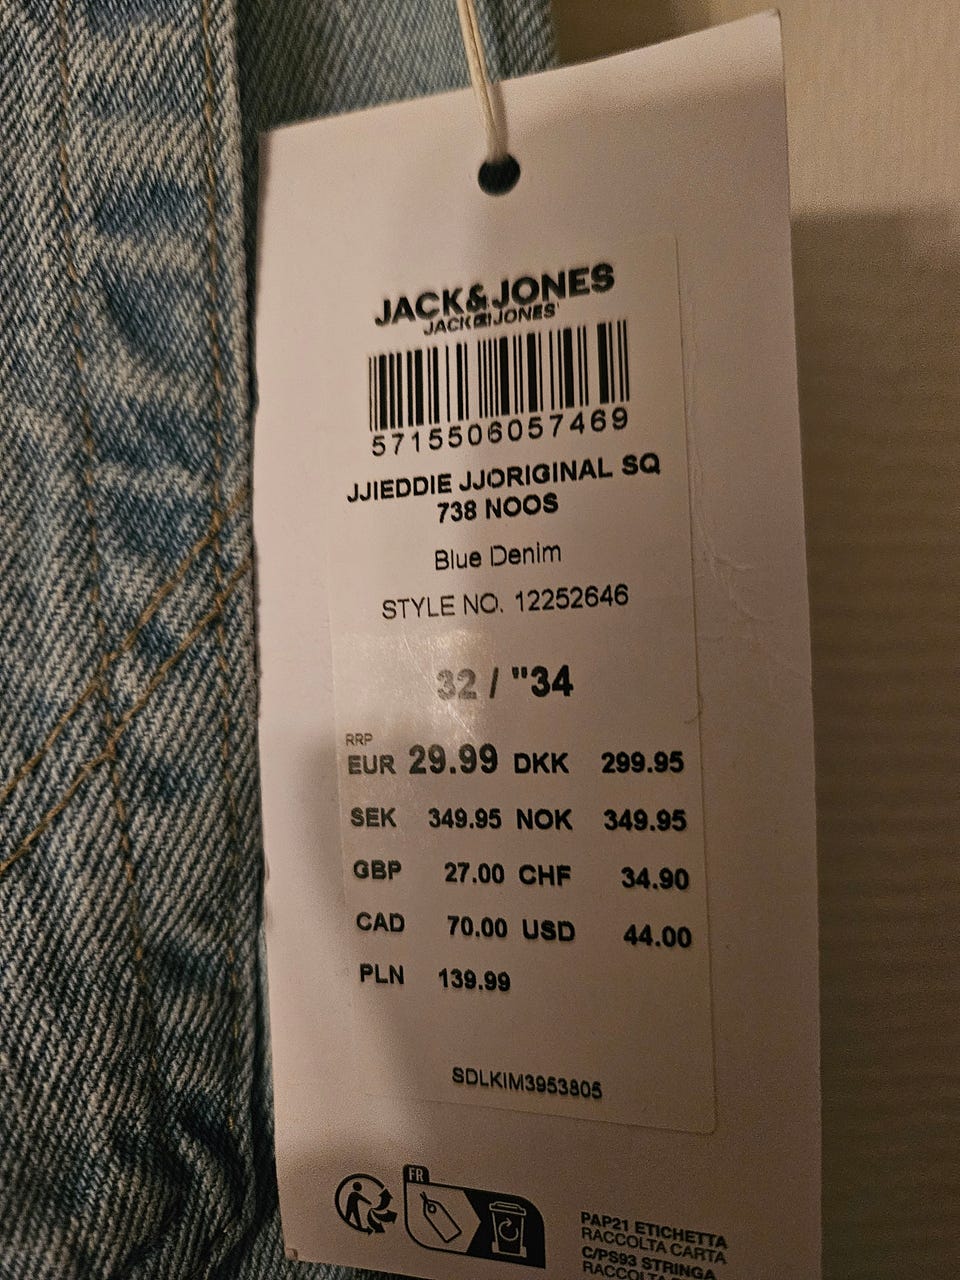 JACK&JONES
JACK&JONES
5715506057469
JJIEDDIE JJORIGINAL SQ
738 NOOS
Blue Denim
STYLE NO. 12252646
32 / "34
RRP
EUR 29.99 DKK 299.95
SEK 349.95 NOK 349.95
GBP 27.00 CHF 34.90
CAD 70.00 USD 44.00
PLN 139.99
SDLKIM3953805
FR
PAP21 ETICHETTA
RACCOLTA CARTA
C/PS93 STRINGA
RACCOLTA